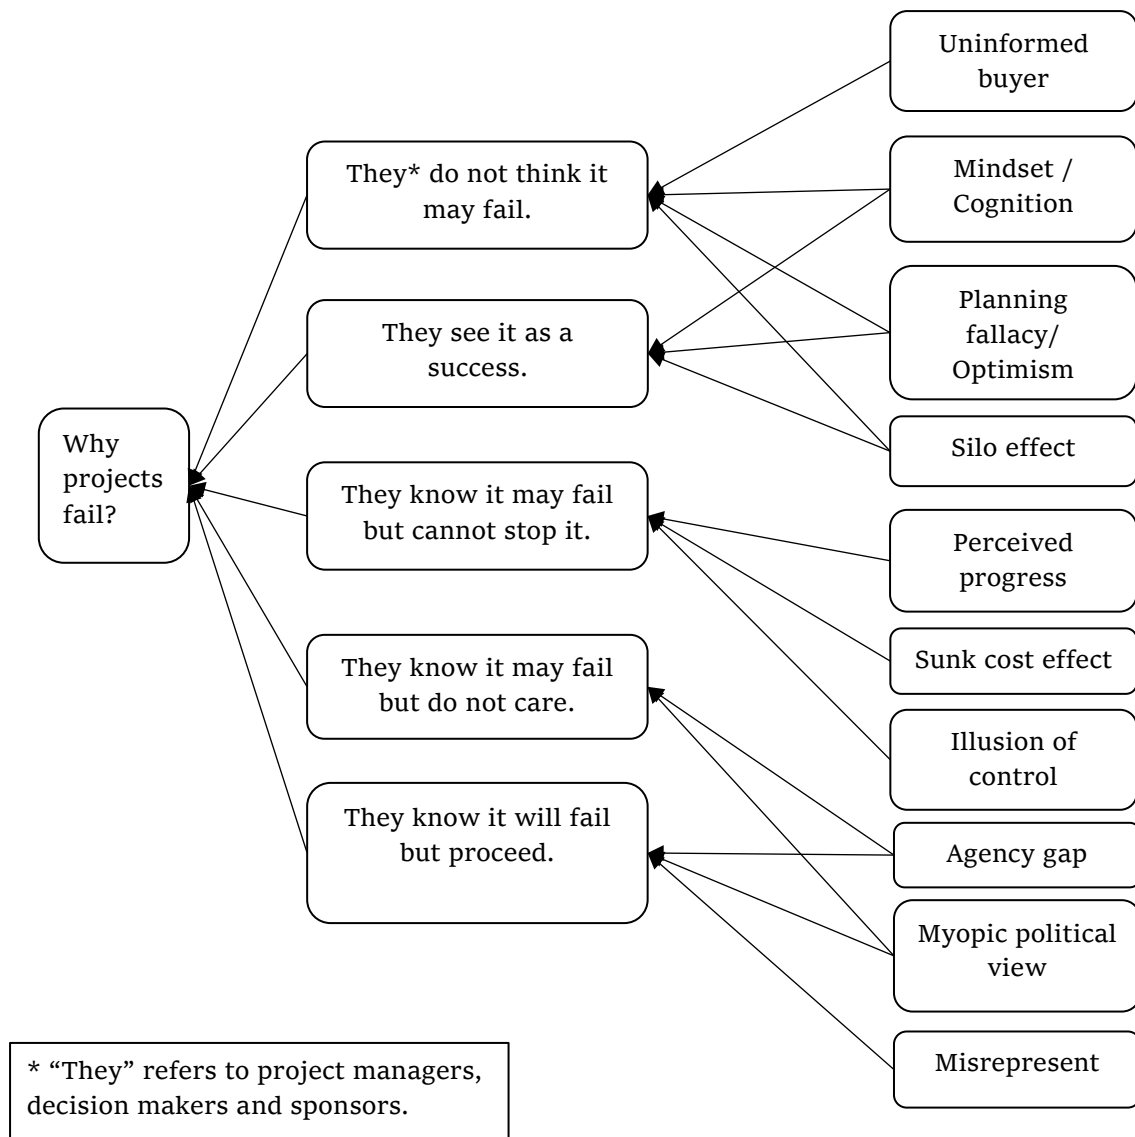 Why
projects
fail?
They* do not think it
may fail.
They see it as a
success.
They know it may fail
but cannot stop it.
They know it may fail
but do not care.
They know it will fail
but proceed.
Uninformed
buyer
Mindset /
Cognition
Planning
fallacy/
Optimism
Silo effect
Perceived
progress
Sunk cost effect
Illusion of
control
Agency gap
Myopic political
view
Misrepresent
* “They” refers to project managers,
decision makers and sponsors.